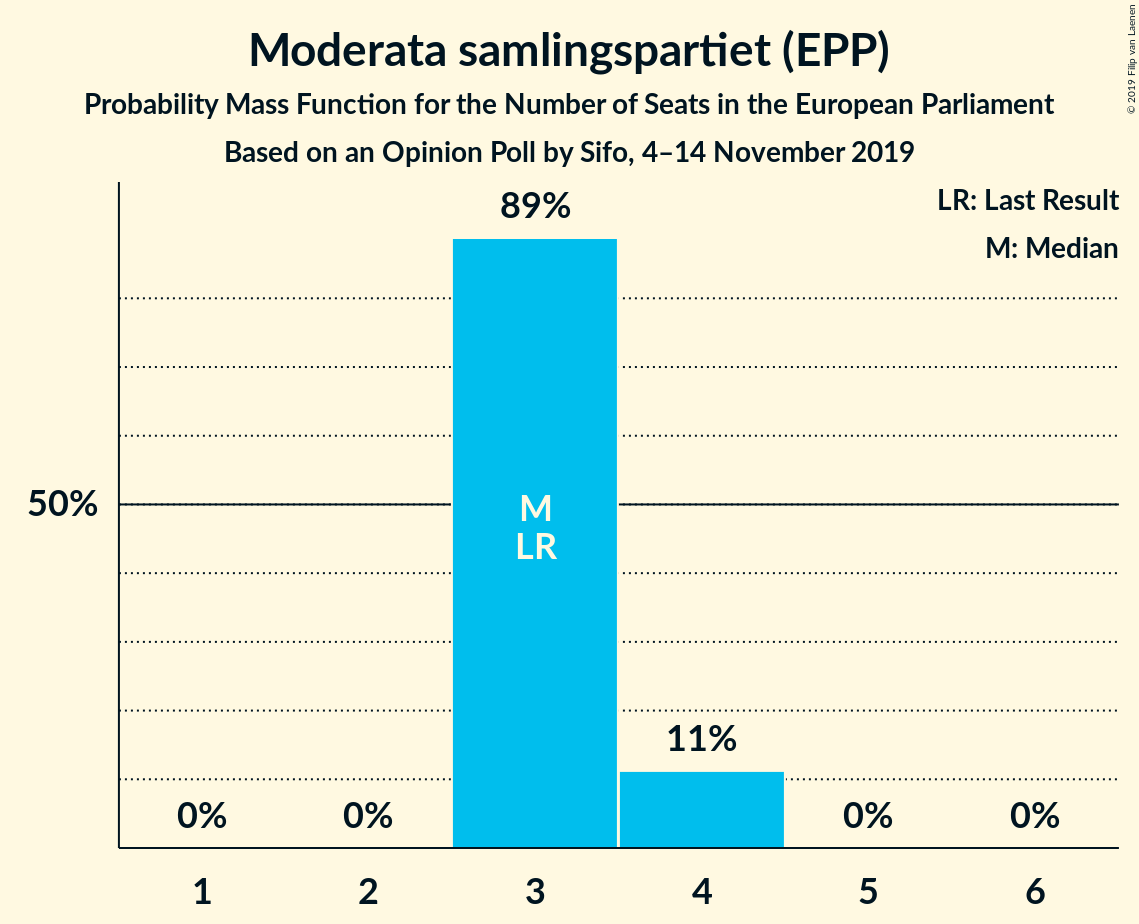 Moderata samlingspartiet (EPP)
Probability Mass Function for the Number of Seats in the European Parliament
Based on an Opinion Poll by Sifo, 4–14 November 2019
© 2019 Filip van Laenen
LR: Last Result
M: Median
89%
50%
M
LR
11%
0% 0% 0% 0%
1 2 3 4 5 6